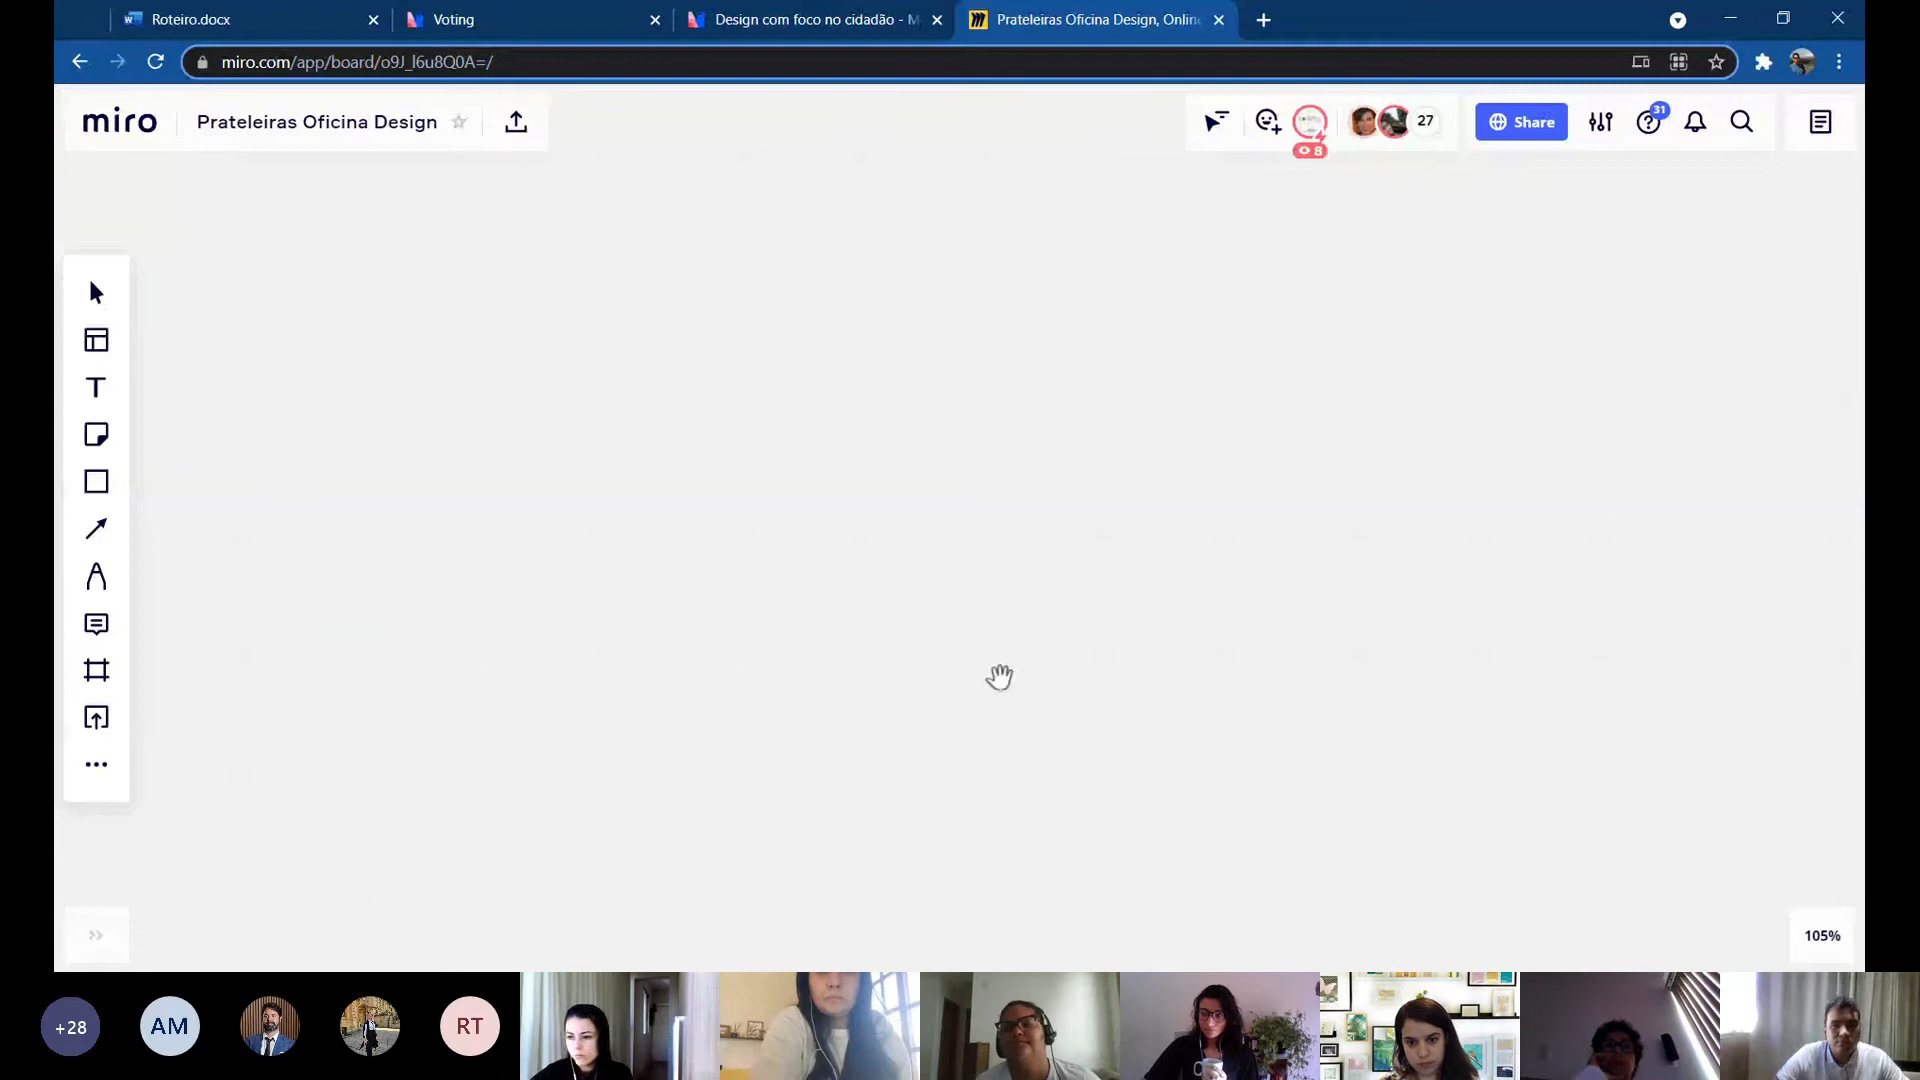 Roteiro.docx
Voting
Design com foco no cidadão - M
Prateleiras Oficina Design, Online
miro.com/app/board/o9J_l6u8Q0A=/
miro
Prateleiras Oficina Design
8
27
Share
31
105%
+28
AM
RT